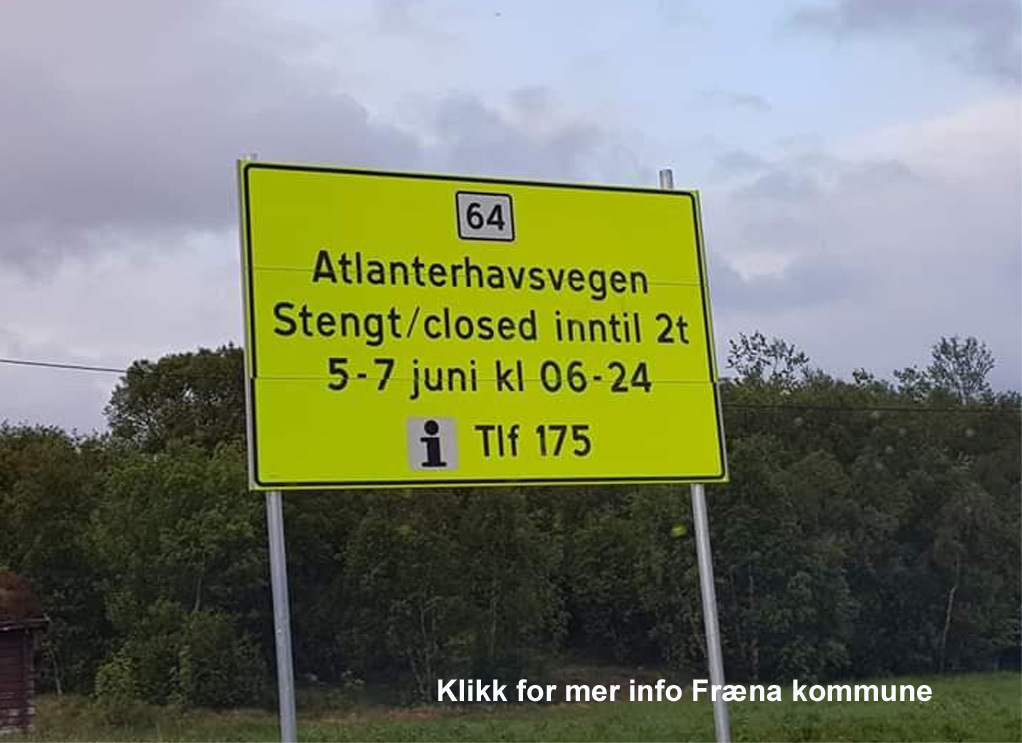 64
Atlanterhavsvegen
Stengt/closed inntil 2t
5-7 juni kl 06-24
i Tlf 175
Klikk for mer info Fræna kommune